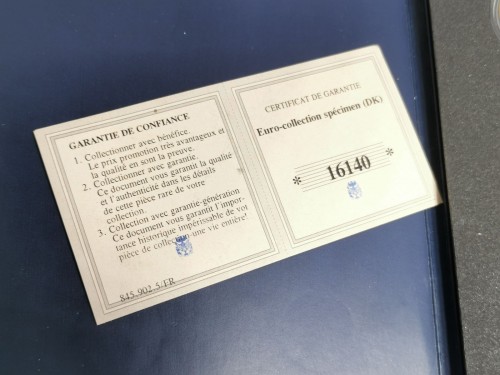 GARANTIE DE CONFIANCE
1. Collectionner avec bénéfice.
Le prix promotion très avantageux et
la qualité en sont la preuve.
2. Collectionner avec garantie.
Ce document vous garantit la qualité
et l'authenticité dans les détails
de cette pièce rare de votre
collection.
3. Collection avec garantie-génération
Ce document vous garantit l'impor-
tance historique impérissable de vot
pièce de collection-une vie entière!
845 902 5/FR
CERTIFICAT DE GARANTIE
Euro-collection spécimen (DK)
* 16140 *